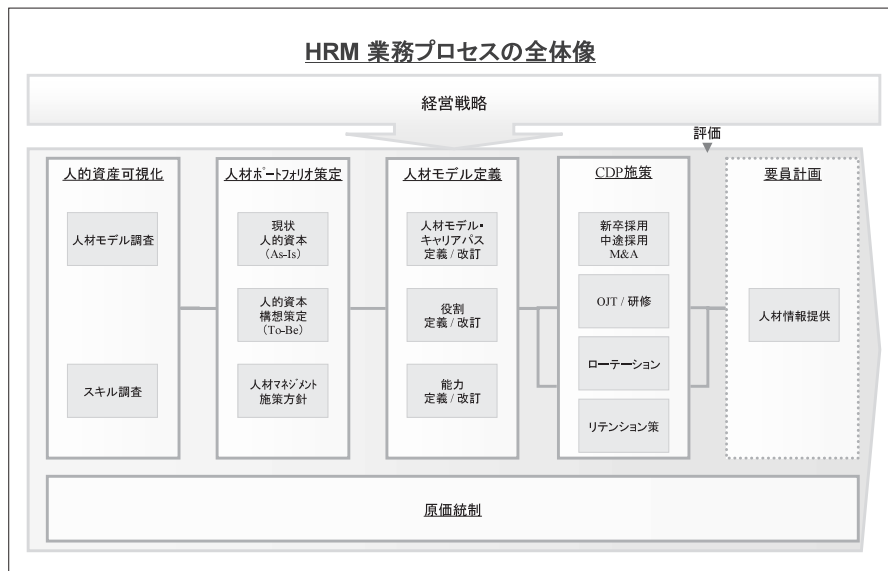 HRM 業務プロセスの全体像
経営戦略
評価
人的資産可視化
人材モデル調査
スキル調査
人材ポートフォリオ策定
現状
人的資本
(As-Is)
人的資本
構想策定
(To-Be)
人材マネジメント
施策方針
人材モデル定義
人材モデル・
キャリアパス
定義 / 改訂
役割
定義 / 改訂
能力
定義 / 改訂
CDP施策
新卒採用
中途採用
M&A
OJT / 研修
ローテーション
リテンション策
要員計画
人材情報提供
原価統制